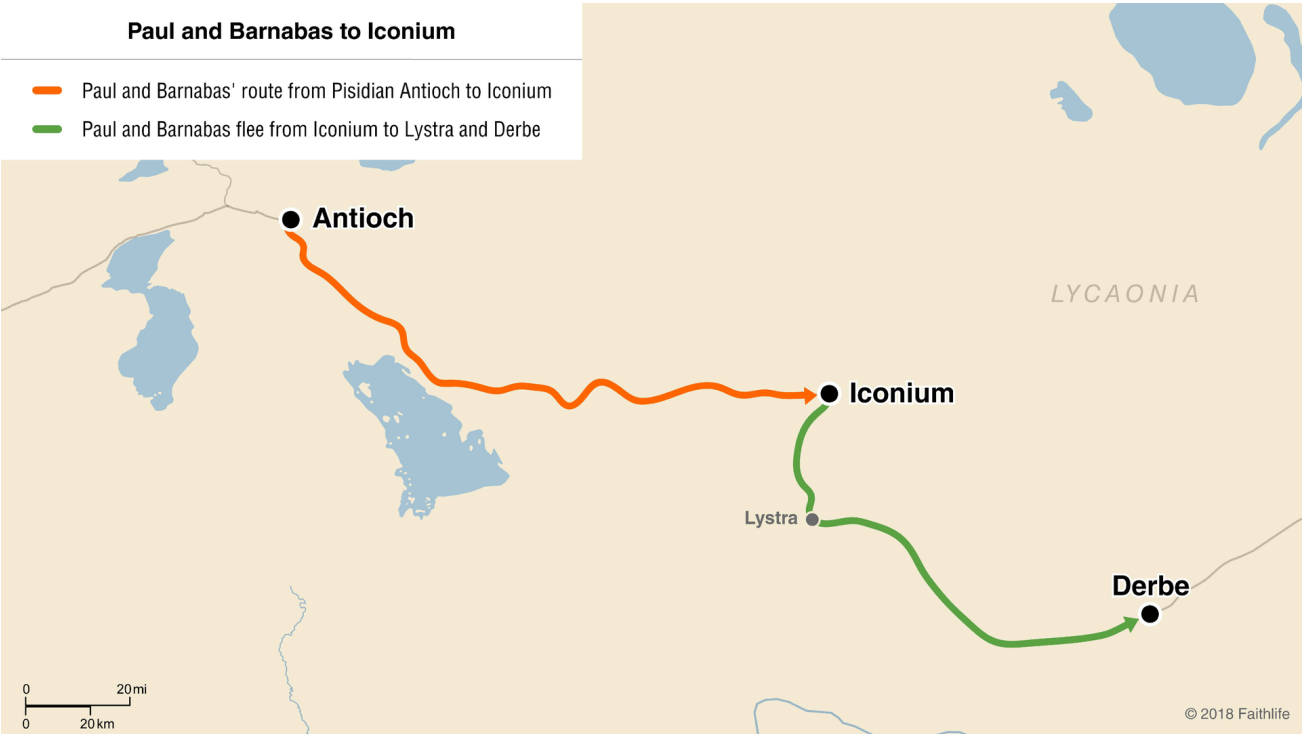 Paul and Barnabas to Iconium
Paul and Barnabas' route from Pisidian Antioch to Iconium
Paul and Barnabas flee from Iconium to Lystra and Derbe
Antioch
LYCAONIA
Iconium
Lystra
Derbe
0 20 mi
0 20 km
© 2018 Faithlife